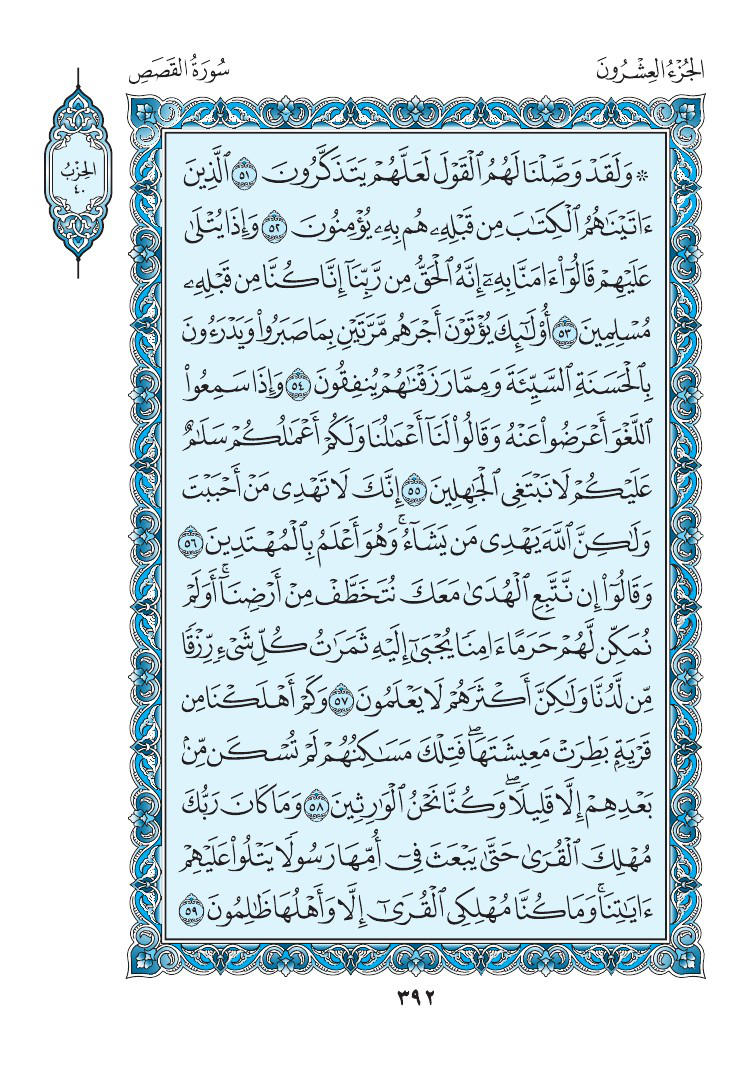 الجُزْءُ العِشْرُونَ
سُورَةُ القَصَصِ
الحِزْبُ
٤٠
۞ وَلَقَدْ وَصَّلْنَا لَهُمُ ٱلْقَوْلَ لَعَلَّهُمْ يَتَذَكَّرُونَ ٥١ ٱلَّذِينَ
ءَاتَيْنَٰهُمُ ٱلْكِتَٰبَ مِن قَبْلِهِۦ هُم بِهِۦ يُؤْمِنُونَ ٥٢ وَإِذَا يُتْلَىٰ
عَلَيْهِمْ قَالُوٓا۟ ءَامَنَّا بِهِۦٓ إِنَّهُ ٱلْحَقُّ مِن رَّبِّنَآ إِنَّا كُنَّا مِن قَبْلِهِۦ
مُسْلِمِينَ ٥٣ أُو۟لَٰٓئِكَ يُؤْتَوْنَ أَجْرَهُم مَّرَّتَيْنِ بِمَا صَبَرُوا۟ وَيَدْرَءُونَ
بِٱلْحَسَنَةِ ٱلسَّيِّئَةَ وَمِمَّا رَزَقْنَٰهُمْ يُنفِقُونَ ٥٤ وَإِذَا سَمِعُوا۟
ٱللَّغْوَ أَعْرَضُوا۟ عَنْهُ وَقَالُوا۟ لَنَآ أَعْمَٰلُنَا وَلَكُمْ أَعْمَٰلُكُمْ سَلَٰمٌ
عَلَيْكُمْ لَا نَبْتَغِى ٱلْجَٰهِلِينَ ٥٥ إِنَّكَ لَا تَهْدِى مَنْ أَحْبَبْتَ
وَلَٰكِنَّ ٱللَّهَ يَهْدِى مَن يَشَآءُۚ وَهُوَ أَعْلَمُ بِٱلْمُهْتَدِينَ ٥٦
وَقَالُوٓا۟ إِن نَّتَّبِعِ ٱلْهُدَىٰ مَعَكَ نُتَخَطَّفْ مِنْ أَرْضِنَآۚ أَوَلَمْ
نُمَكِّن لَّهُمْ حَرَمًا ءَامِنًا يُجْبَىٰٓ إِلَيْهِ ثَمَرَٰتُ كُلِّ شَىْءٍ رِّزْقًا
مِّن لَّدُنَّا وَلَٰكِنَّ أَكْثَرَهُمْ لَا يَعْلَمُونَ ٥٧ وَكَمْ أَهْلَكْنَا مِن
قَرْيَةٍۭ بَطِرَتْ مَعِيشَتَهَاۖ فَتِلْكَ مَسَٰكِنُهُمْ لَمْ تُسْكَن مِّنۢ
بَعْدِهِمْ إِلَّا قَلِيلًاۖ وَكُنَّا نَحْنُ ٱلْوَٰرِثِينَ ٥٨ وَمَا كَانَ رَبُّكَ
مُهْلِكَ ٱلْقُرَىٰ حَتَّىٰ يَبْعَثَ فِىٓ أُمِّهَا رَسُولًا يَتْلُوا۟ عَلَيْهِمْ
ءَايَٰتِنَاۚ وَمَا كُنَّا مُهْلِكِى ٱلْقُرَىٰٓ إِلَّا وَأَهْلُهَا ظَٰلِمُونَ ٥٩
٣٩٢